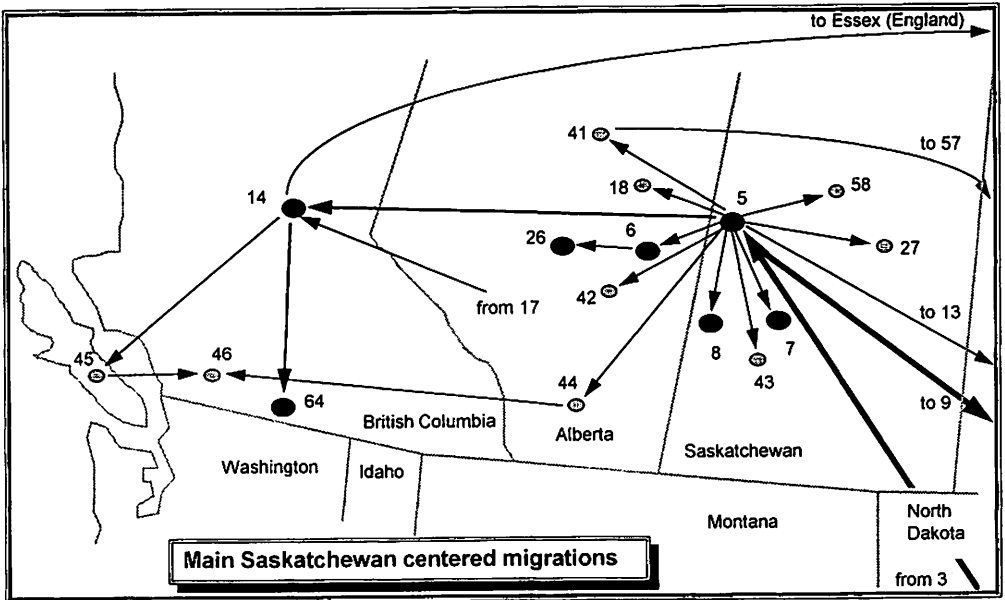 to Essex (England)
41
to 57
18
58
14
5
6
26
27
42
from 17
to 13
8
7
43
45
46
44
to 9
64
British Columbia
Alberta
Saskatchewan
Washington
Idaho
Montana
North
Dakota
Main Saskatchewan centered migrations
from 3